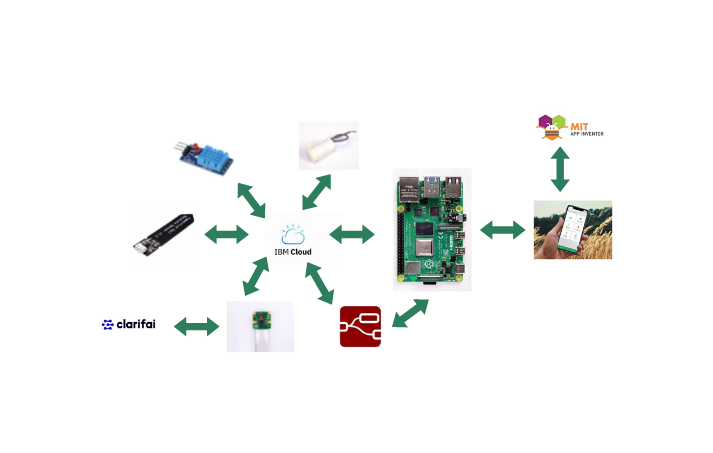 MIT
APP INVENTOR
IBM Cloud
clarifai